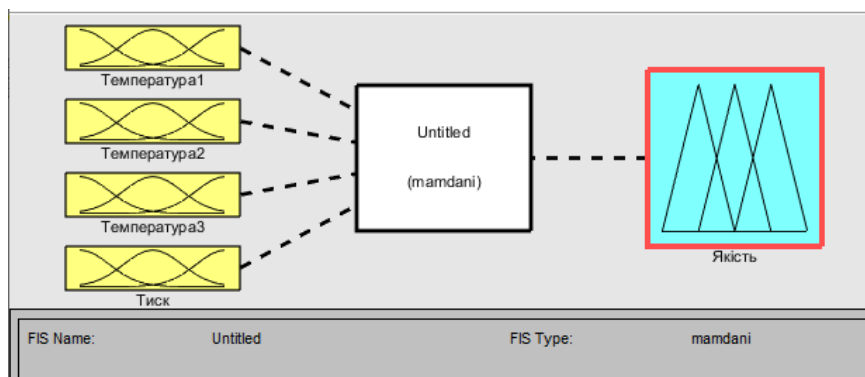 Температура1
Температура2
Температура3
Тиск
Untitled
(mamdani)
Якість
FIS Name: Untitled FIS Type: mamdani